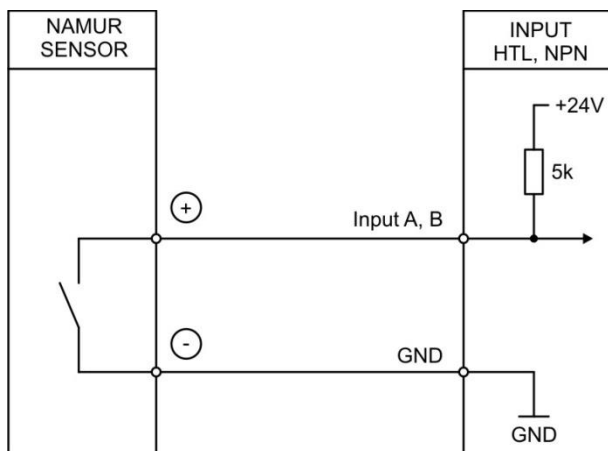 NAMUR
SENSOR
INPUT
HTL, NPN
+24V
5k
+
Input A, B
-
GND
GND